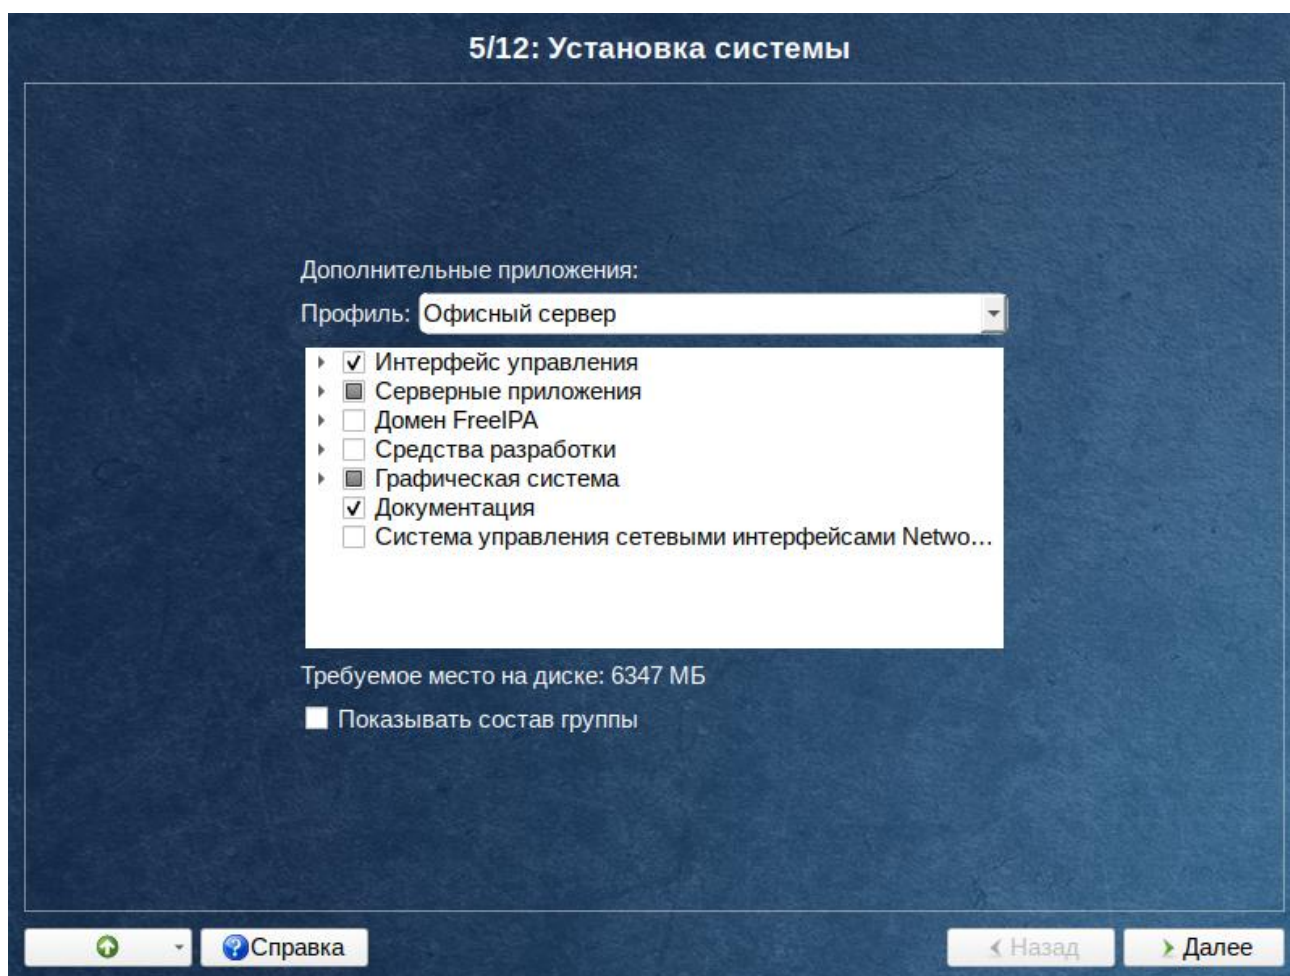 5/12: Установка системы
Дополнительные приложения:
Профиль: Офисный сервер
Интерфейс управления
Серверные приложения
Домен FreeIPA
Средства разработки
Графическая система
Документация
Система управления сетевыми интерфейсами Netwo...
Требуемое место на диске: 6347 МБ
Показывать состав группы
Справка Назад Далее